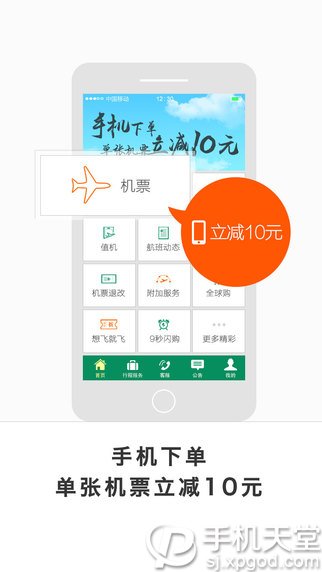 中国移动 12:30
手机下单
单张机票立减10元
机票
立减10元
值机
航班动态
机票退改
附加服务
全球购
想飞就飞
9秒闪购
更多精彩
首页
行程服务
客服
公告
我的
手机下单
单张机票立减10元
手机天堂
sj.xpgod.com